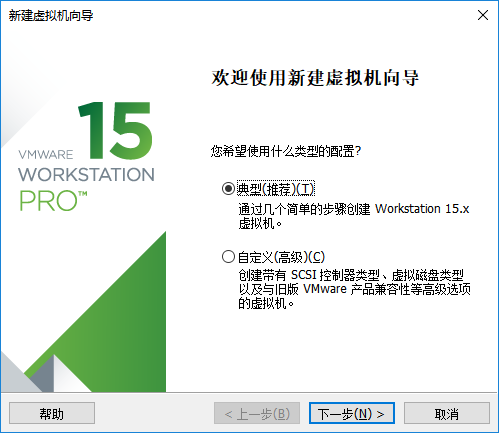 新建虚拟机向导
欢迎使用新建虚拟机向导
15
VMWARE
WORKSTATION
PRO™
您希望使用什么类型的配置?
典型(推荐)(T)
通过几个简单的步骤创建 Workstation 15.x
虚拟机。
自定义(高级)(C)
创建带有 SCSI 控制器类型、虚拟磁盘类型
以及与旧版 VMware 产品兼容性等高级选项
的虚拟机。
帮助
< 上一步(B)
下一步(N) >
取消